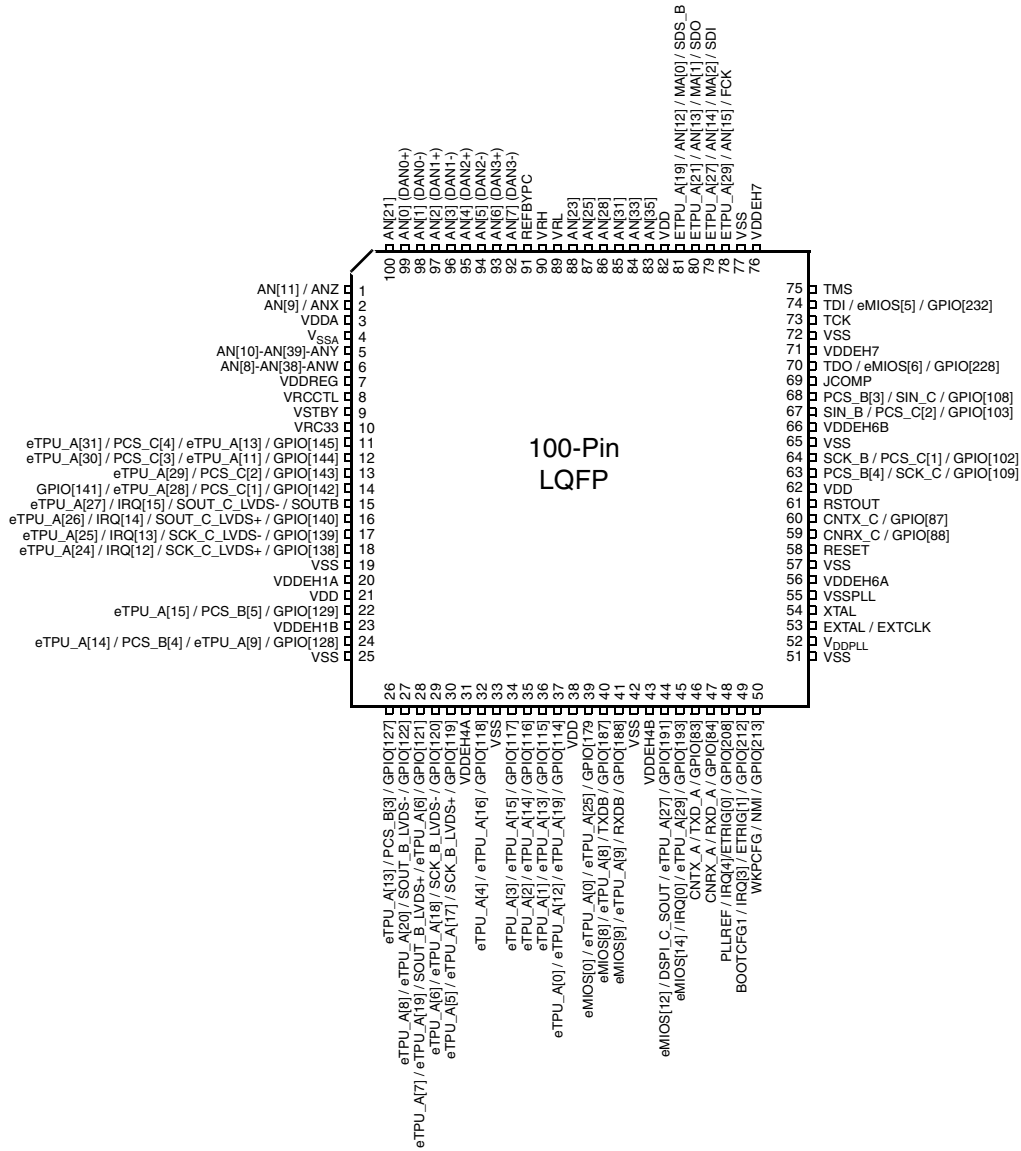 AN[21]
AN[0] (DAN0+)
AN[1] (DAN0-)
AN[2] (DAN1+)
AN[3] (DAN1-)
AN[4] (DAN2+)
AN[5] (DAN2-)
AN[6] (DAN3+)
AN[7] (DAN3-)
REFBYPC
VRH
VRL
AN[23]
AN[25]
AN[28]
AN[31]
AN[33]
AN[35]
VDD
ETPU_A[19] / AN[12] / MA[0] / SDS_B
ETPU_A[21] / AN[13] / MA[1] / SDO
ETPU_A[27] / AN[14] / MA[2] / SDI
ETPU_A[29] / AN[15] / FCK
VSS
VDDEH7
100
99
98
97
96
95
94
93
92
91
90
89
88
87
86
85
84
83
82
81
80
79
78
77
76
AN[11] / ANZ 1
AN[9] / ANX 2
VDDA 3
VSSA 4
AN[10]-AN[39]-ANY 5
AN[8]-AN[38]-ANW 6
VDDREG 7
VRCCTL 8
VSTBY 9
VRC33 10
eTPU_A[31] / PCS_C[4] / eTPU_A[13] / GPIO[145] 11
eTPU_A[30] / PCS_C[3] / eTPU_A[11] / GPIO[144] 12
eTPU_A[29] / PCS_C[2] / GPIO[143] 13
GPIO[141] / eTPU_A[28] / PCS_C[1] / GPIO[142] 14
eTPU_A[27] / IRQ[15] / SOUT_C_LVDS- / SOUTB 15
eTPU_A[26] / IRQ[14] / SOUT_C_LVDS+ / GPIO[140] 16
eTPU_A[25] / IRQ[13] / SCK_C_LVDS- / GPIO[139] 17
eTPU_A[24] / IRQ[12] / SCK_C_LVDS+ / GPIO[138] 18
VSS 19
VDDEH1A 20
VDD 21
eTPU_A[15] / PCS_B[5] / GPIO[129] 22
VDDEH1B 23
eTPU_A[14] / PCS_B[4] / eTPU_A[9] / GPIO[128] 24
VSS 25
100-Pin
LQFP
75 TMS
74 TDI / eMIOS[5] / GPIO[232]
73 TCK
72 VSS
71 VDDEH7
70 TDO / eMIOS[6] / GPIO[228]
69 JCOMP
68 PCS_B[3] / SIN_C / GPIO[108]
67 SIN_B / PCS_C[2] / GPIO[103]
66 VDDEH6B
65 VSS
64 SCK_B / PCS_C[1] / GPIO[102]
63 PCS_B[4] / SCK_C / GPIO[109]
62 VDD
61 RSTOUT
60 CNTX_C / GPIO[87]
59 CNRX_C / GPIO[88]
58 RESET
57 VSS
56 VDDEH6A
55 VSSPLL
54 XTAL
53 EXTAL / EXTCLK
52 VDDPLL
51 VSS
26
27
28
29
30
31
32
33
34
35
36
37
38
39
40
41
42
43
44
45
46
47
48
49
50
eTPU_A[13] / PCS_B[3] / GPIO[127]
eTPU_A[8] / eTPU_A[20] / SOUT_B_LVDS- / GPIO[122]
eTPU_A[7] / eTPU_A[19] / SOUT_B_LVDS+ / eTPU_A[6] / GPIO[121]
eTPU_A[6] / eTPU_A[18] / SCK_B_LVDS- / GPIO[120]
eTPU_A[5] / eTPU_A[17] / SCK_B_LVDS+ / GPIO[119]
VDDEH4A
eTPU_A[4] / eTPU_A[16] / GPIO[118]
VSS
eTPU_A[3] / eTPU_A[15] / GPIO[117]
eTPU_A[2] / eTPU_A[14] / GPIO[116]
eTPU_A[1] / eTPU_A[13] / GPIO[115]
eTPU_A[0] / eTPU_A[12] / eTPU_A[19] / GPIO[114]
VDD
eMIOS[0] / eTPU_A[0] / eTPU_A[25] / GPIO[179
eMIOS[8] / eTPU_A[8] / TXDB / GPIO[187]
eMIOS[9] / eTPU_A[9] / RXDB / GPIO[188]
VSS
VDDEH4B
eMIOS[12] / DSPI_C_SOUT / eTPU_A[27] / GPIO[191]
eMIOS[14] / IRQ[0] / eTPU_A[29] / GPIO[193]
CNTX_A / TXD_A / GPIO[83]
CNRX_A / RXD_A / GPIO[84]
PLLREF / IRQ[4]/ETRIG[0] / GPIO[208]
BOOTCFG1 / IRQ[3] / ETRIG[1] / GPIO[212]
WKPCFG / NMI / GPIO[213]